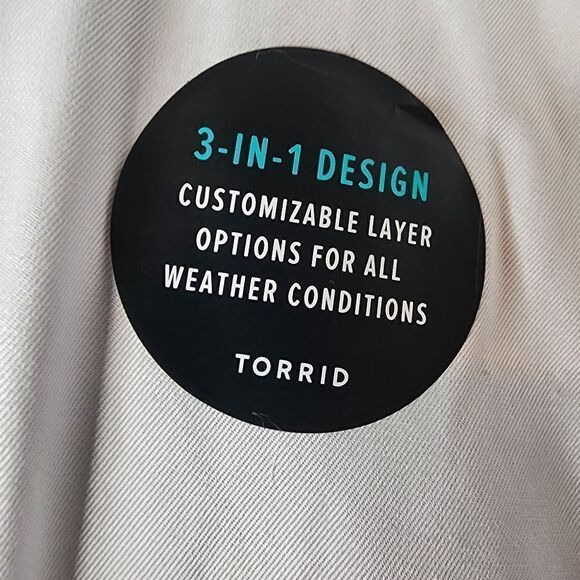 3-IN-1 DESIGN
CUSTOMIZABLE LAYER
OPTIONS FOR ALL
WEATHER CONDITIONS
TORRID